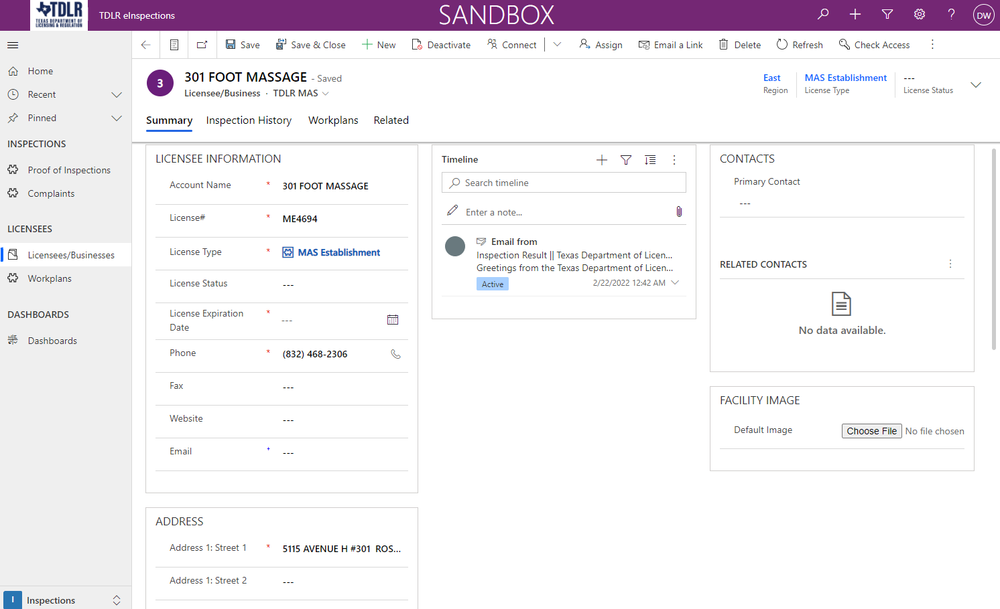 TDLR
TEXAS DEPARTMENT OF
LICENSING & REGULATION
TDLR eInspections
SANDBOX
DW
Save
Save & Close
New
Deactivate
Connect
Assign
Email a Link
Delete
Refresh
Check Access
Home
Recent
Pinned
INSPECTIONS
Proof of Inspections
Complaints
LICENSEES
Licensees/Businesses
Workplans
DASHBOARDS
Dashboards
I
Inspections
3
301 FOOT MASSAGE - Saved
Licensee/Business · TDLR MAS
East
Region
MAS Establishment
License Type
---
License Status
Summary
Inspection History
Workplans
Related
LICENSEE INFORMATION
Account Name * 301 FOOT MASSAGE
License# * ME4694
License Type * MAS Establishment
License Status ---
License Expiration
Date * ---
Phone * (832) 468-2306
Fax ---
Website ---
Email + ---
ADDRESS
Address 1: Street 1 * 5115 AVENUE H #301 ROS...
Address 1: Street 2 ---
Timeline
Search timeline
Enter a note...
Email from
Inspection Result || Texas Department of Licen...
Greetings from the Texas Department of Licen...
Active
2/22/2022 12:42 AM
CONTACTS
Primary Contact
---
RELATED CONTACTS
No data available.
FACILITY IMAGE
Default Image Choose File No file chosen